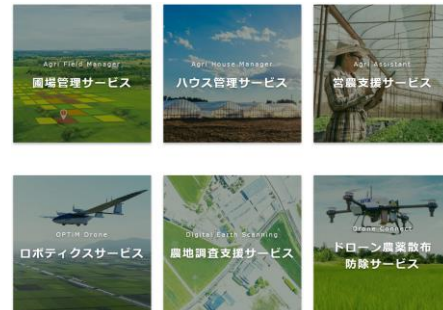 Agri Field Manager
圃場管理サービス
Agri House Manager
ハウス管理サービス
Agri Assistant
営農支援サービス
OPTiM Drone
ロボティクスサービス
Digital Earth Scanning
農地調査支援サービス
Drone Connect
ドローン農薬散布
防除サービス